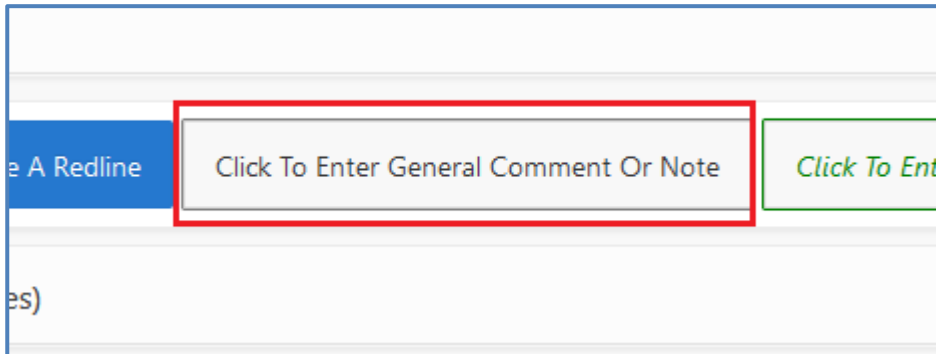 e A Redline
Click To Enter General Comment Or Note
Click To Ent
es)